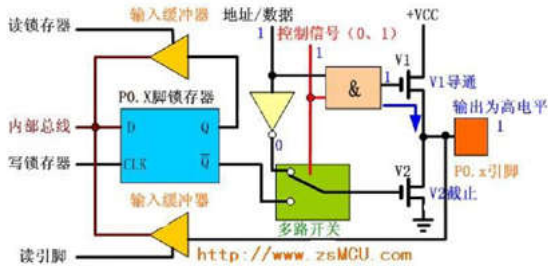 输入缓冲器
地址/数据
+VCC
读锁存器
1
控制信号（0、1）
1
V1
P0.X脚锁存器
&
1
V1导通
输出为高电平
1
内部总线
D
Q
0
写锁存器
CLK
Q
V2
P0.x引脚
输入缓冲器
V2截止
多路开关
读引脚
http://www.zsMCU.com